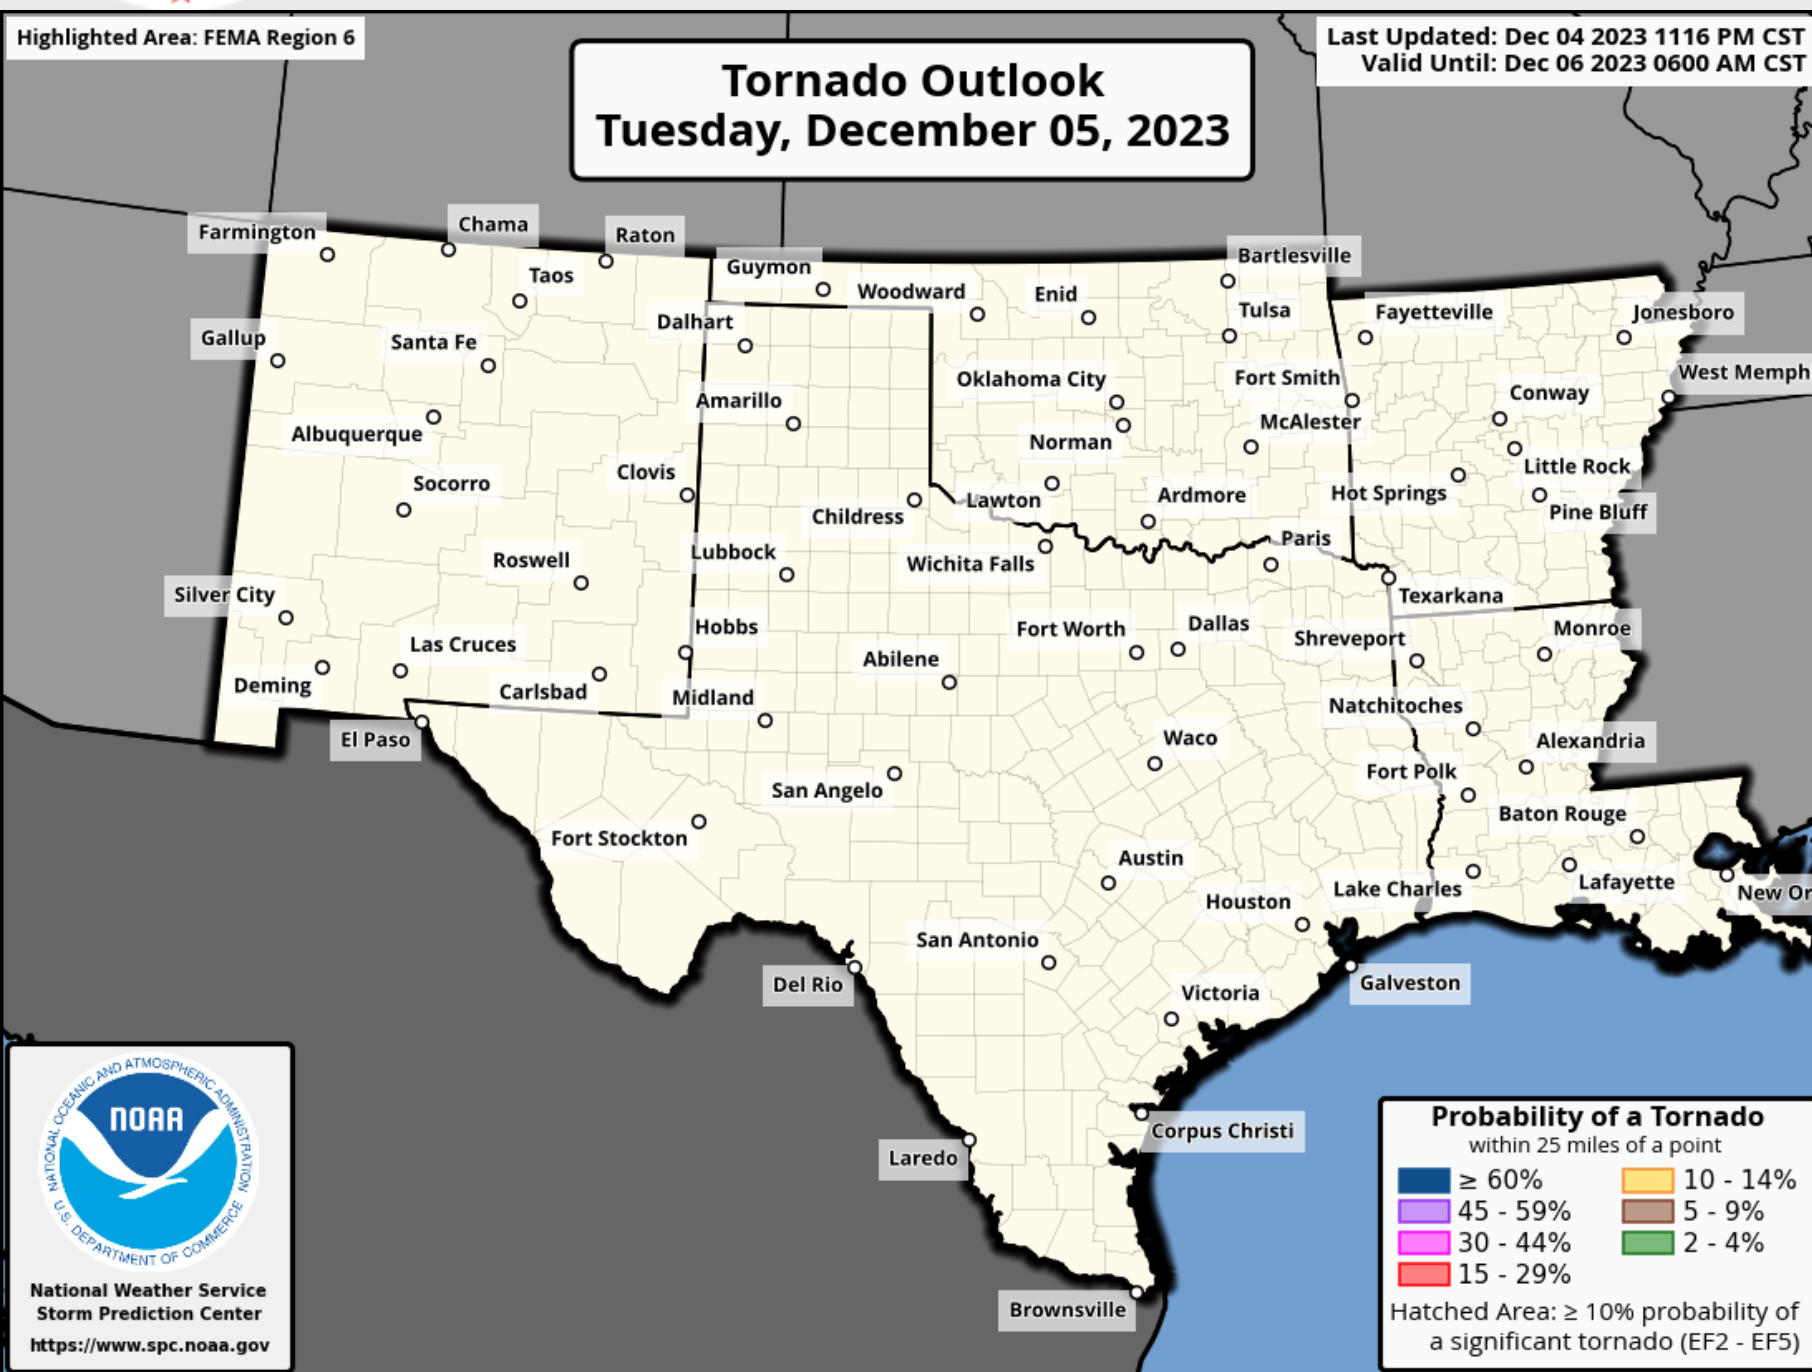 Highlighted Area: FEMA Region 6
Last Updated: Dec 04 2023 1116 PM CST
Valid Until: Dec 06 2023 0600 AM CST
Tornado Outlook
Tuesday, December 05, 2023
Farmington
Chama
Raton
Taos
Guymon
Woodward
Enid
Bartlesville
Tulsa
Fayetteville
Jonesboro
Gallup
Santa Fe
Dalhart
Amarillo
Oklahoma City
Fort Smith
Conway
West Memph
Albuquerque
Norman
McAlester
Little Rock
Socorro
Clovis
Childress
Lawton
Ardmore
Hot Springs
Pine Bluff
Roswell
Lubbock
Wichita Falls
Paris
Silver City
Texarkana
Las Cruces
Hobbs
Fort Worth
Dallas
Shreveport
Monroe
Deming
Carlsbad
Midland
Abilene
Natchitoches
El Paso
Waco
Alexandria
San Angelo
Fort Polk
Fort Stockton
Baton Rouge
Austin
Houston
Lake Charles
Lafayette
New Or
San Antonio
Del Rio
Victoria
Galveston
Corpus Christi
Laredo
Brownsville
NATIONAL OCEANIC AND ATMOSPHERIC ADMINISTRATION
NOAA
U.S. DEPARTMENT OF COMMERCE
National Weather Service
Storm Prediction Center
https://www.spc.noaa.gov
Probability of a Tornado
within 25 miles of a point
≥ 60%
10 - 14%
45 - 59%
5 - 9%
30 - 44%
2 - 4%
15 - 29%
Hatched Area: ≥ 10% probability of
a significant tornado (EF2 - EF5)